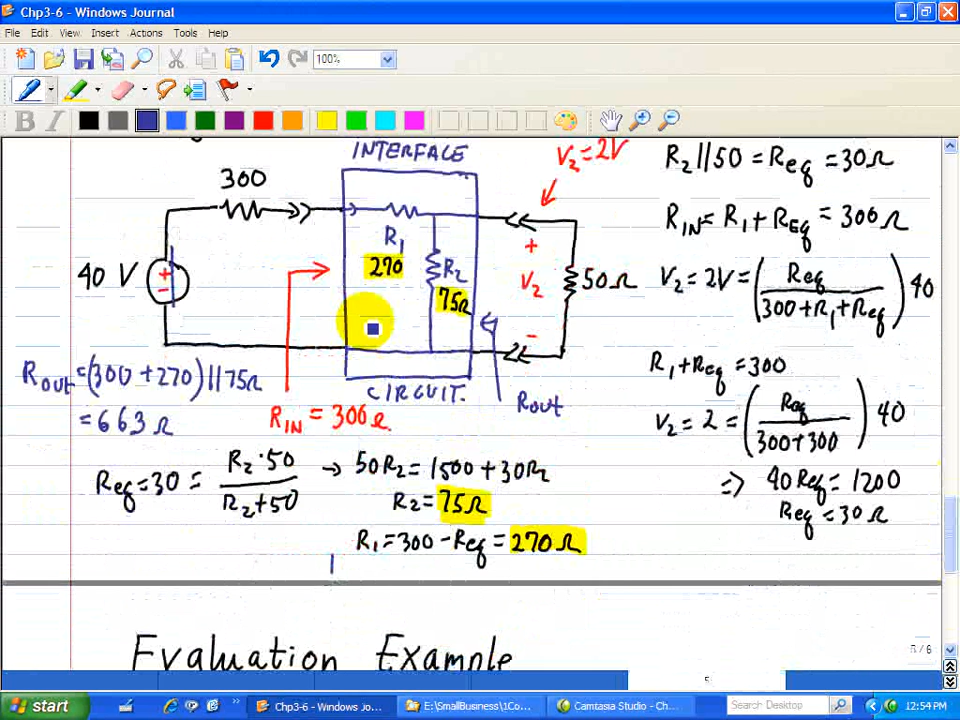 Chp3-6 - Windows Journal
File Edit View Insert Actions Tools Help
100%
B I
INTERFACE
V2=2V
R2//50 = Req = 30Ω
300
RIN= R1 + REQ = 300Ω
R1
270
R2
75Ω
40 V
+
-
+
V2
-
50Ω
V2= 2V = (Req / 300+R1+Req) 40
R1+Req =300
ROUT=(300+270)//75Ω
= 663Ω
CIRCUIT.
ROUT
RIN = 300Ω
V2 = 2 = (Req / 300+300) 40
Req=30 = R2·50 / R2+50
→ 50R2= 1500 + 30R2
R2= 75Ω
R1=300 -Req = 270Ω
=> 40Req = 1200
Req = 30Ω
Evaluation Example
/ 6
start
Chp3-6 - Windows Jo...
E:\SmallBusiness\1Co...
Camtasia Studio - Ch...
Search Desktop
12:54 PM